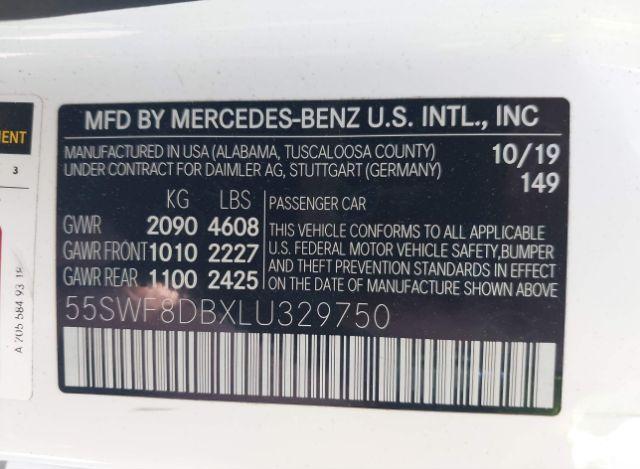 MFD BY MERCEDES-BENZ U.S. INTL., INC
MANUFACTURED IN USA (ALABAMA, TUSCALOOSA COUNTY) 10/19
UNDER CONTRACT FOR DAIMLER AG, STUTTGART (GERMANY) 149
KG LBS
GVWR 2090 4608
GAWR FRONT 1010 2227
GAWR REAR 1100 2425
PASSENGER CAR
THIS VEHICLE CONFORMS TO ALL APPLICABLE
U.S. FEDERAL MOTOR VEHICLE SAFETY,BUMPER
AND THEFT PREVENTION STANDARDS IN EFFECT
ON THE DATE OF MANUFACTURE SHOWN ABOVE.
55SWF8DBXLU329750
3
A 205 584 93